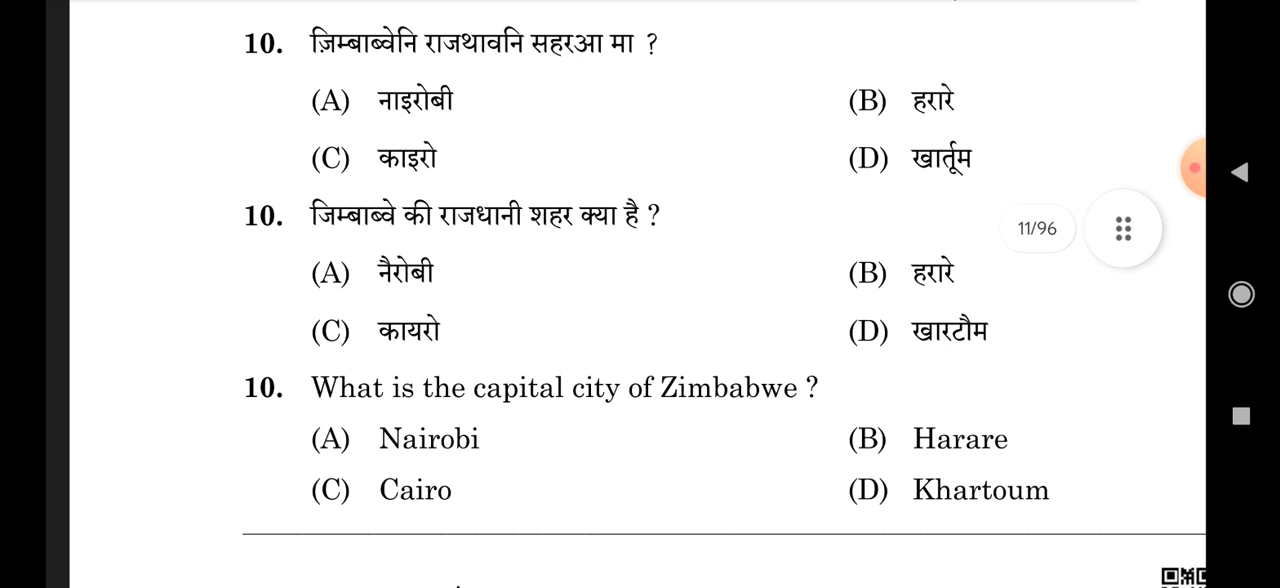 10. ज़िम्बाब्वेनि राजथावनि सहरआ मा ?
(A) नाइरोबी (B) हरारे
(C) काइरो (D) खार्तूम
10. जिम्बाब्वे की राजधानी शहर क्या है ?
(A) नैरोबी (B) हरारे
(C) कायरो (D) खारटौम
11/96
10. What is the capital city of Zimbabwe ?
(A) Nairobi (B) Harare
(C) Cairo (D) Khartoum